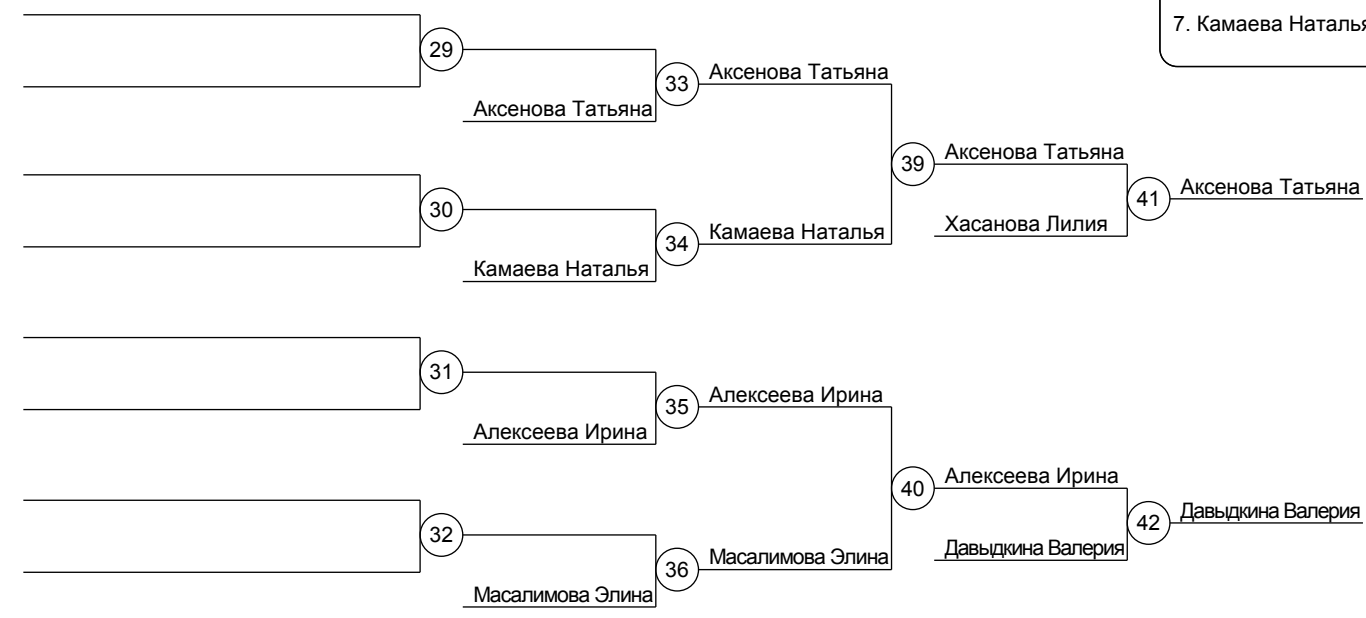 7. Камаева Наталья
29
33
Аксенова Татьяна
Аксенова Татьяна
39
Аксенова Татьяна
41
Аксенова Татьяна
30
34
Камаева Наталья
Хасанова Лилия
Камаева Наталья
31
35
Алексеева Ирина
Алексеева Ирина
40
Алексеева Ирина
42
Давыдкина Валерия
32
36
Масалимова Элина
Давыдкина Валерия
Масалимова Элина